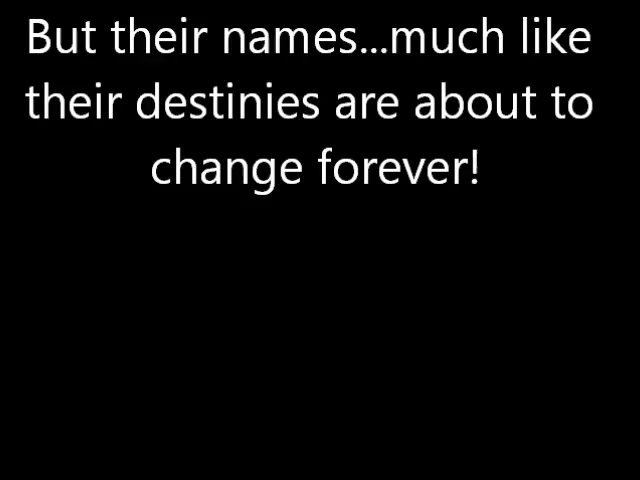 But their names...much like
their destinies are about to
change forever!